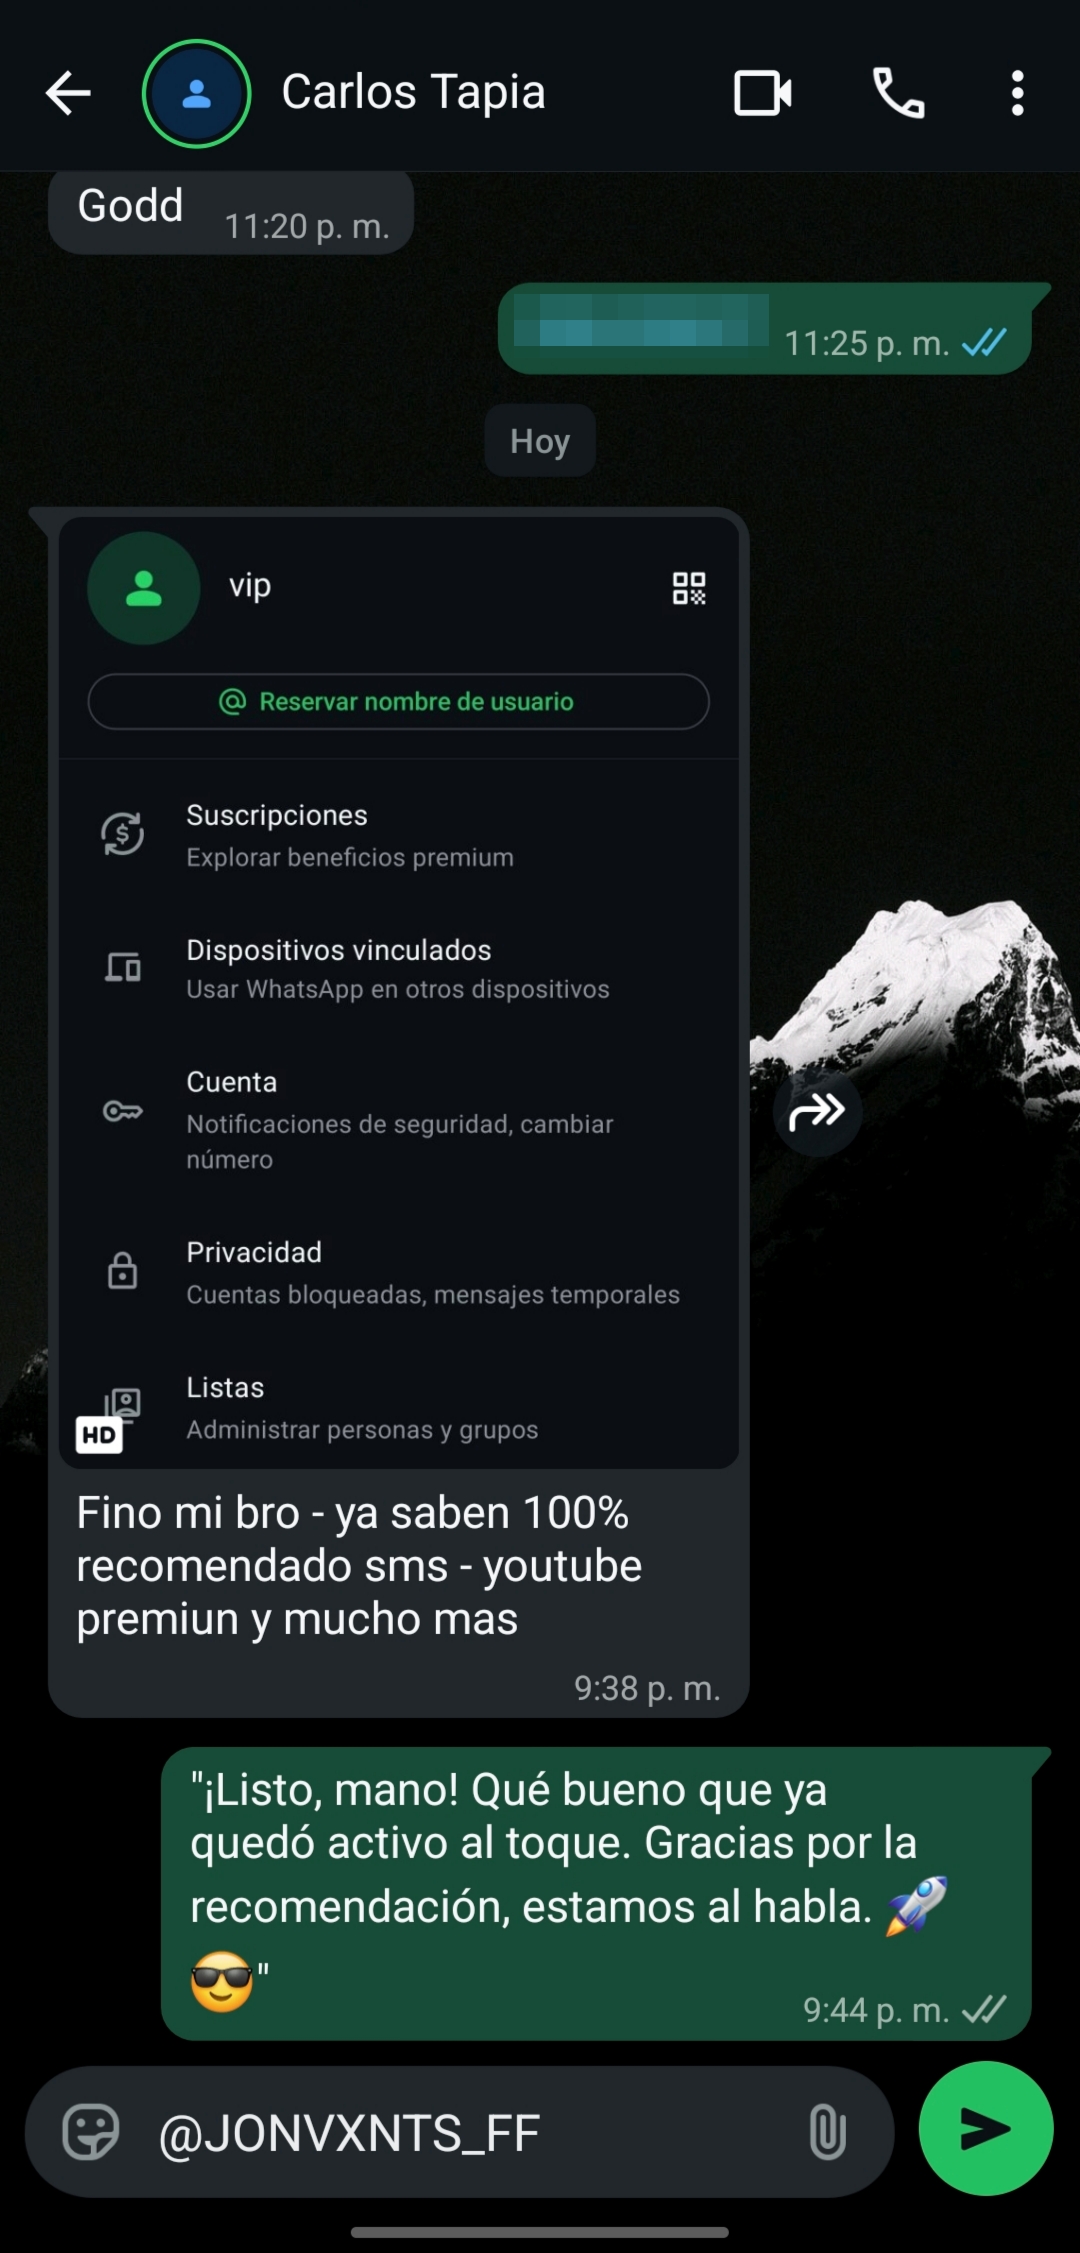 Carlos Tapia
Godd
11:20 p. m.
11:25 p. m.
Hoy
vip
Reservar nombre de usuario
Suscripciones
Explorar beneficios premium
Dispositivos vinculados
Usar WhatsApp en otros dispositivos
Cuenta
Notificaciones de seguridad, cambiar
número
Privacidad
Cuentas bloqueadas, mensajes temporales
Listas
Administrar personas y grupos
HD
Fino mi bro - ya saben 100%
recomendado sms - youtube
premiun y mucho mas
9:38 p. m.
"¡Listo, mano! Qué bueno que ya
quedó activo al toque. Gracias por la
recomendación, estamos al habla. 🚀
😎"
9:44 p. m.
@JONVXNTS_FF